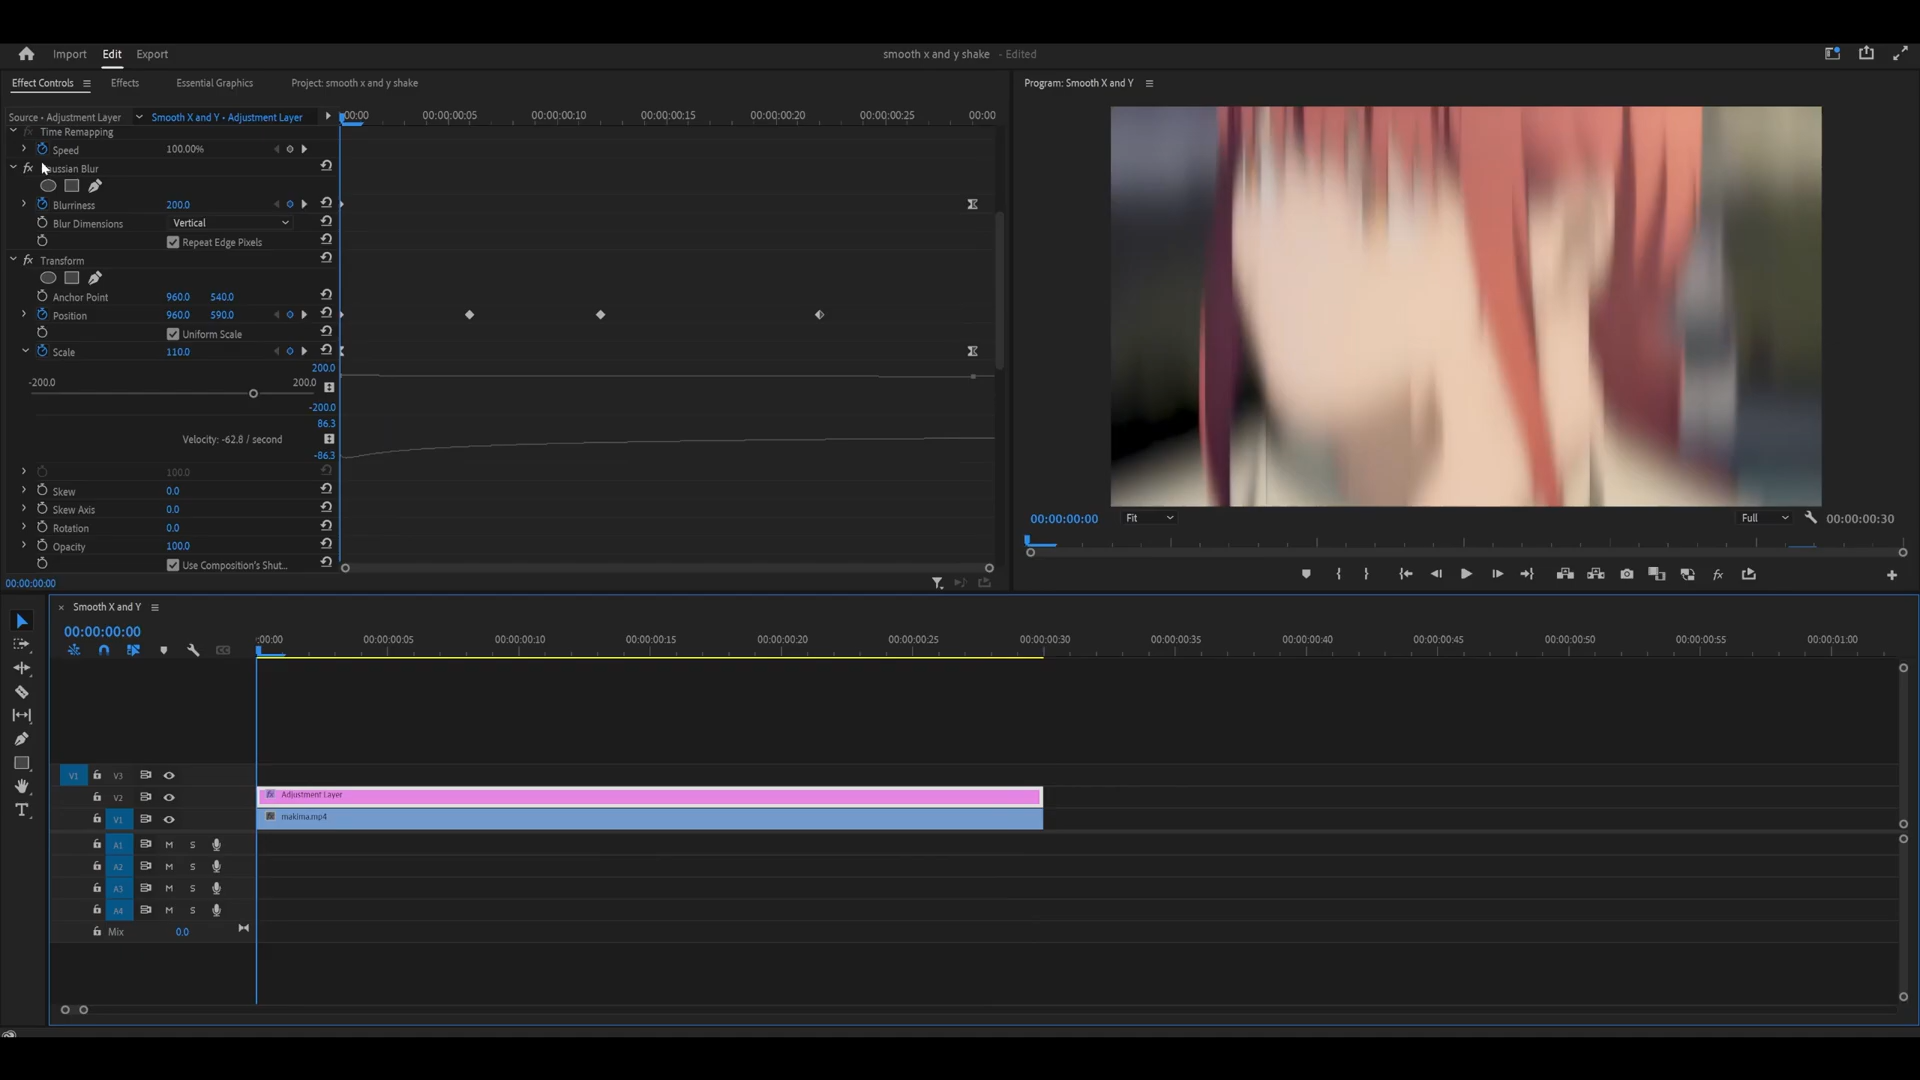 Import Edit Export
smooth x and y shake - Edited
Effect Controls Effects Essential Graphics Project: smooth x and y shake
Program: Smooth X and Y
Source • Adjustment Layer Smooth X and Y • Adjustment Layer
:00:00 00:00:00:05 00:00:00:10 00:00:00:15 00:00:00:20 00:00:00:25 00:00
Time Remapping
Speed 100.00%
fx ussian Blur
Blurriness 200.0
Blur Dimensions Vertical
Repeat Edge Pixels
fx Transform
Anchor Point 960.0 540.0
Position 960.0 590.0
Uniform Scale
Scale 110.0
200.0
-200.0 200.0
-200.0
86.3
Velocity: -62.8 / second
-86.3
100.0
Skew 0.0
Skew Axis 0.0
Rotation 0.0
Opacity 100.0
Use Composition's Shut...
00:00:00:00
00:00:00:00 Fit Full 00:00:00:30
fx
Smooth X and Y
00:00:00:00
:00:00 00:00:00:05 00:00:00:10 00:00:00:15 00:00:00:20 00:00:00:25 00:00:00:30 00:00:00:35 00:00:00:40 00:00:00:45 00:00:00:50 00:00:00:55 00:00:01:00
V1 V3
V2 Adjustment Layer
V1 makima.mp4
A1 M S
A2 M S
A3 M S
A4 M S
Mix 0.0